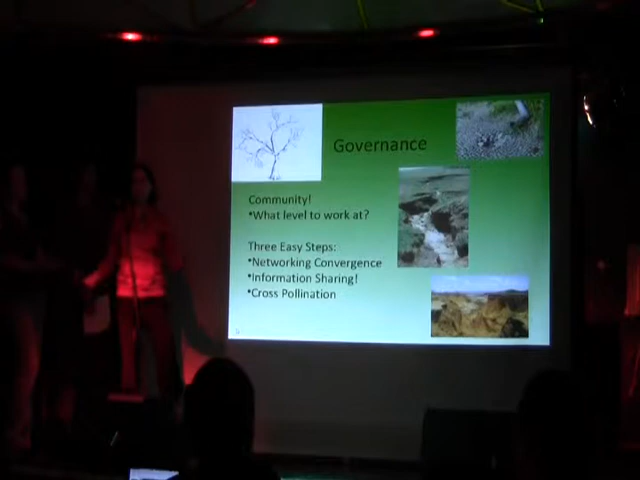 Governance
Community!
•What level to work at?
Three Easy Steps:
•Networking Convergence
•Information Sharing!
•Cross Pollination